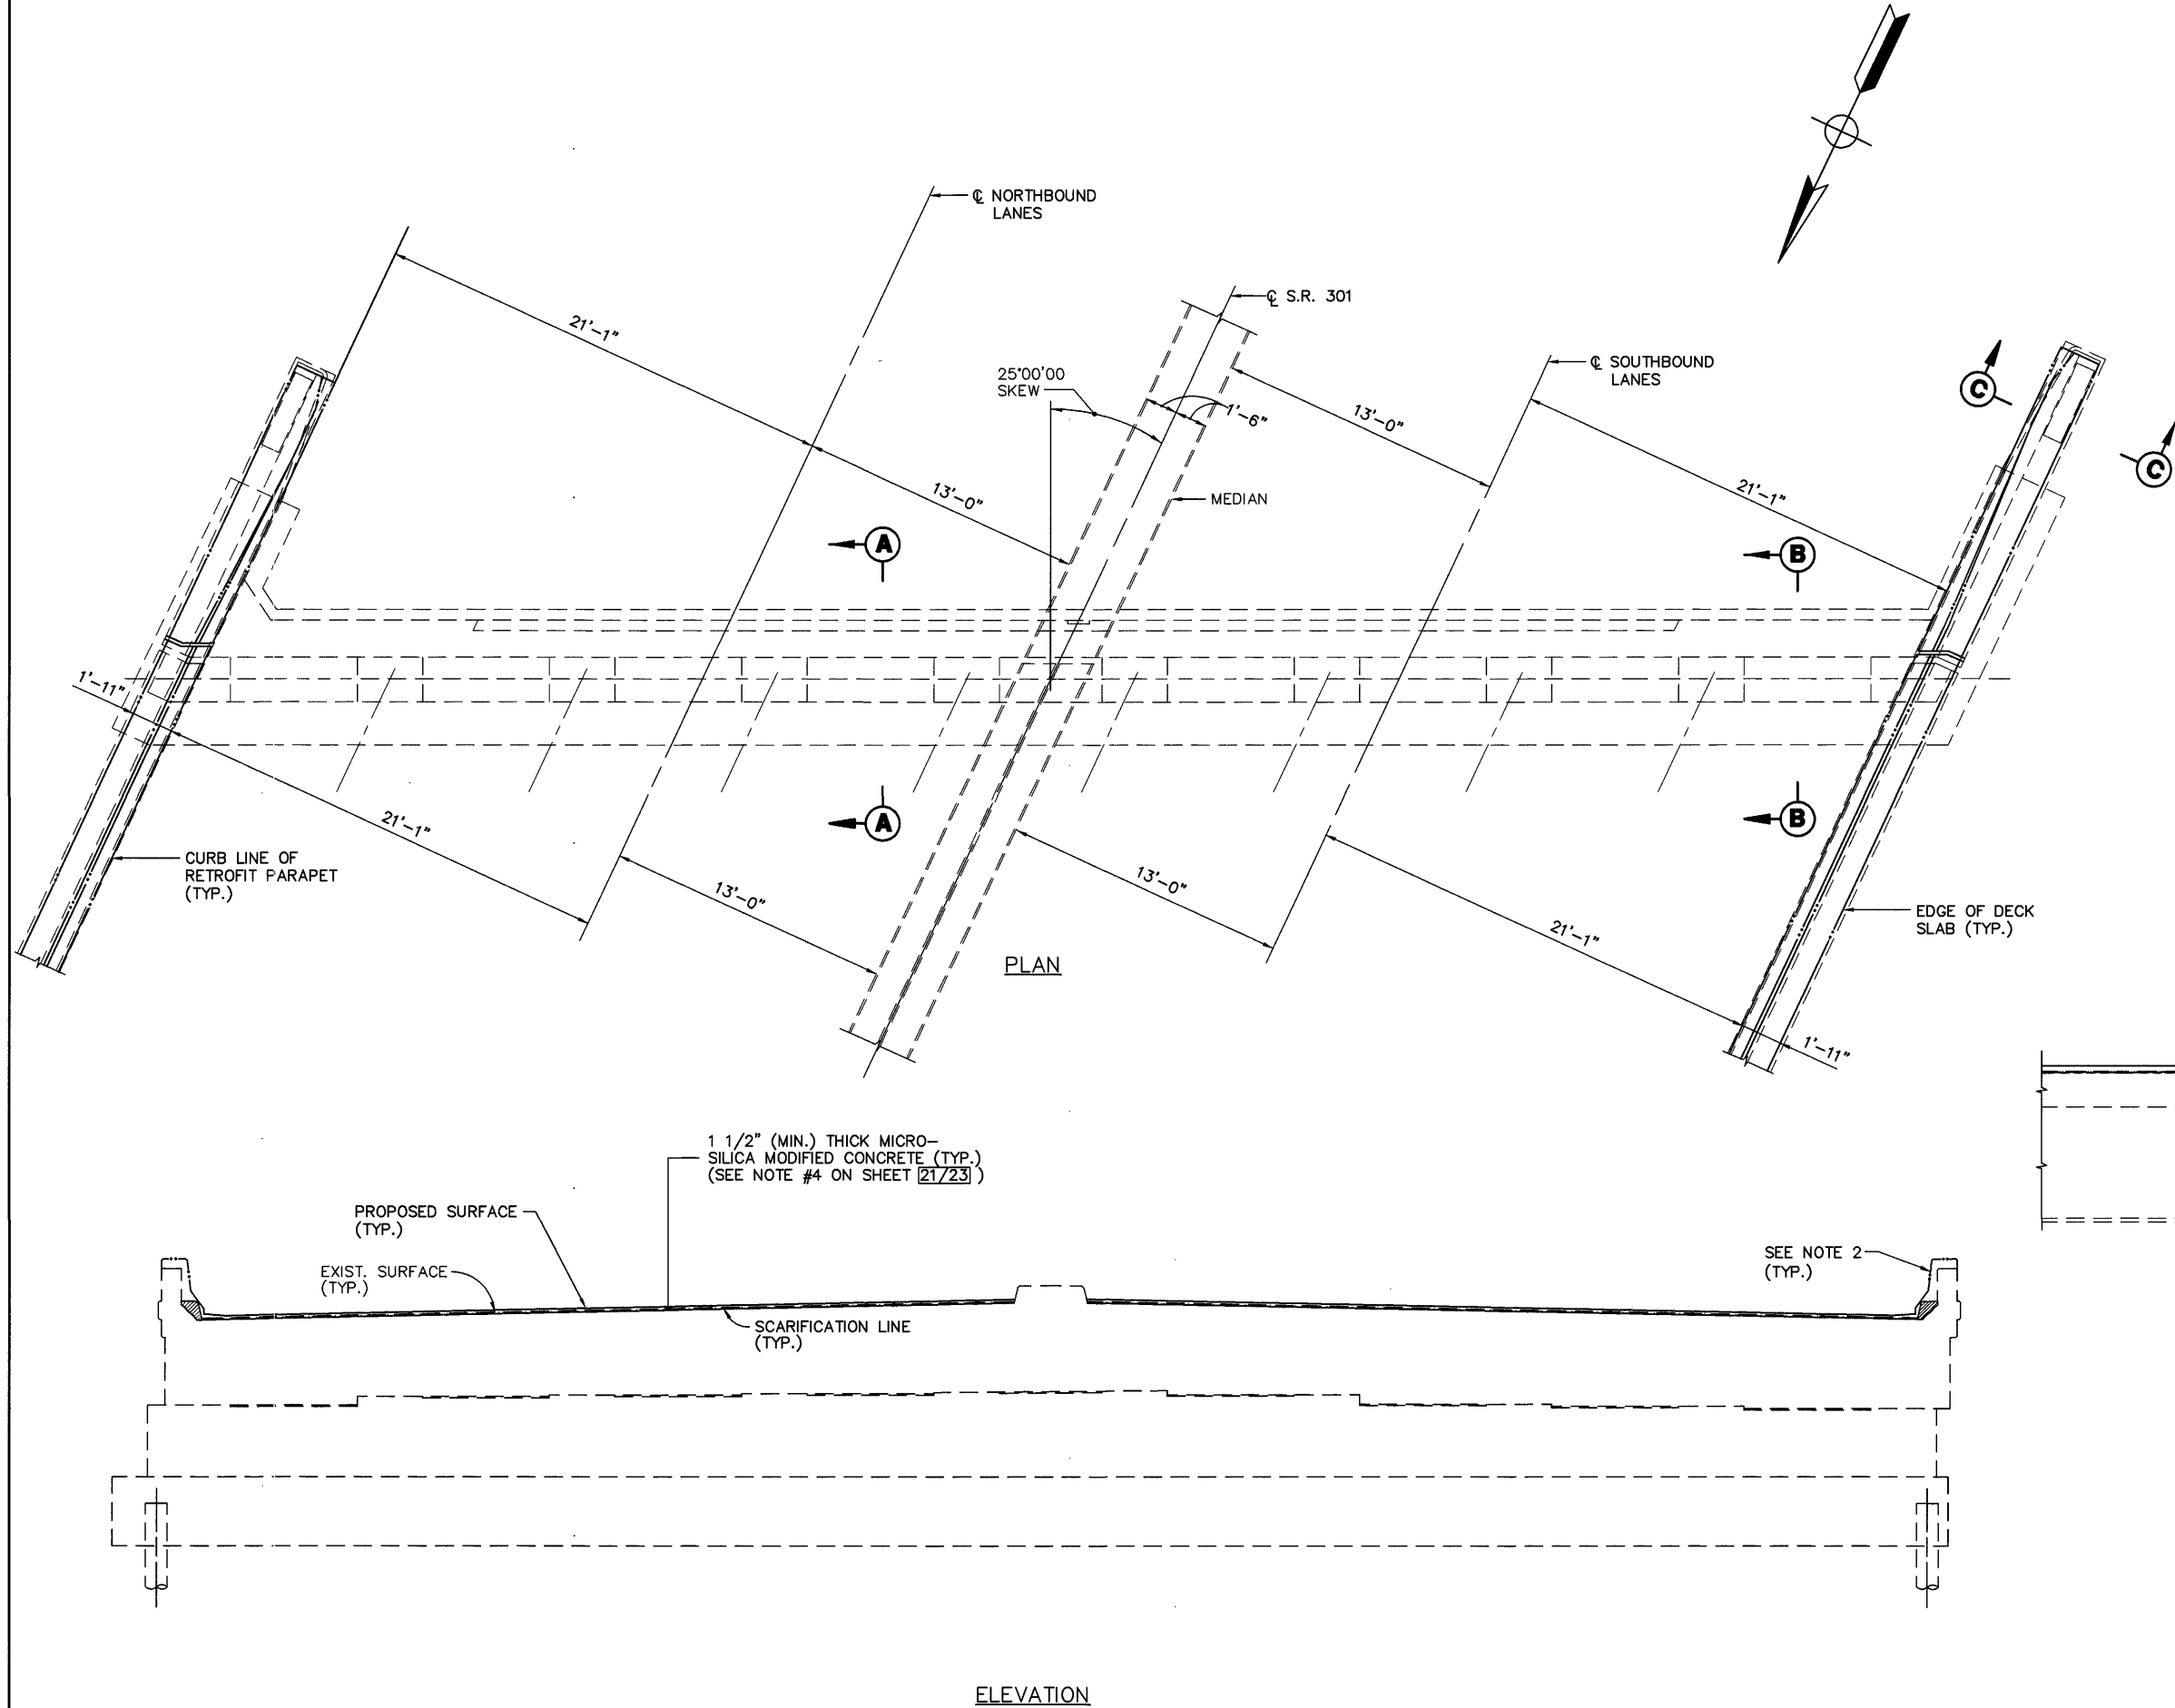 ℄ NORTHBOUND
LANES
℄ S.R. 301
21'-1"
25°00'00
SKEW
1'-6"
℄ SOUTHBOUND
LANES
13'-0"
C
C
21'-1"
13'-0"
MEDIAN
A
B
1'-11"
21'-1"
A
B
CURB LINE OF
RETROFIT PARAPET
(TYP.)
13'-0"
13'-0"
21'-1"
EDGE OF DECK
SLAB (TYP.)
PLAN
1'-11"
1 1/2" (MIN.) THICK MICRO-
SILICA MODIFIED CONCRETE (TYP.)
(SEE NOTE #4 ON SHEET 21/23 )
PROPOSED SURFACE
(TYP.)
EXIST. SURFACE
(TYP.)
SEE NOTE 2
(TYP.)
SCARIFICATION LINE
(TYP.)
ELEVATION